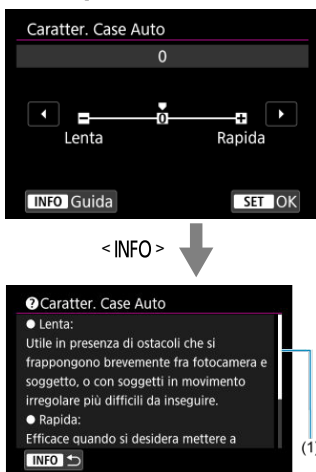 Caratter. Case Auto
0
0
Lenta Rapida
INFO Guida SET OK
< INFO >
? Caratter. Case Auto
● Lenta:
Utile in presenza di ostacoli che si
frappongono brevemente fra fotocamera e
soggetto, o con soggetti in movimento
irregolare più difficili da inseguire.
● Rapida:
Efficace quando si desidera mettere a
INFO
(1)